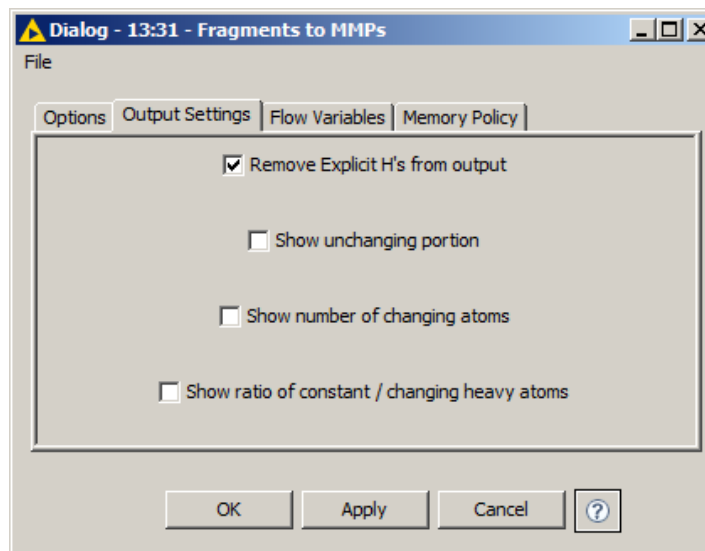 Dialog - 13:31 - Fragments to MMPs
File
Options Output Settings Flow Variables Memory Policy
Remove Explicit H's from output
Show unchanging portion
Show number of changing atoms
Show ratio of constant / changing heavy atoms
OK Apply Cancel ?